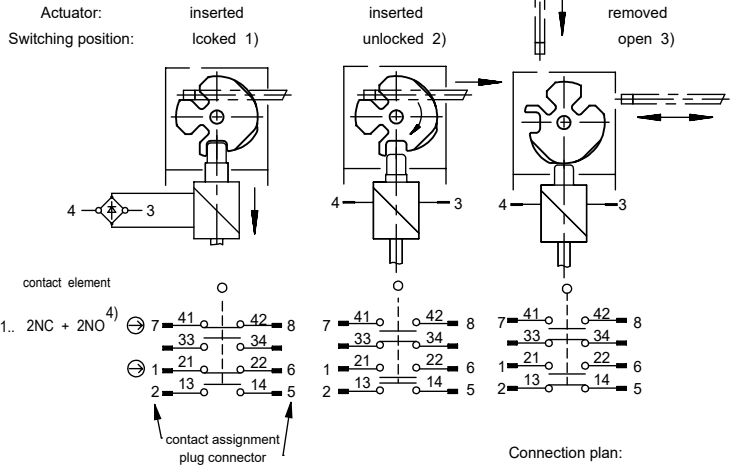 Actuator: inserted inserted removed
Switching position: lcoked 1) unlocked 2) open 3)
4 3 4 3 4 3
contact element
1.. 2NC + 2NO 4)
7 41 42 8 7 41 42 8 7 41 42 8
33 34 33 34 33 34
1 21 22 6 1 21 22 6 1 21 22 6
2 13 14 5 2 13 14 5 2 13 14 5
contact assignment
plug connector
Connection plan: